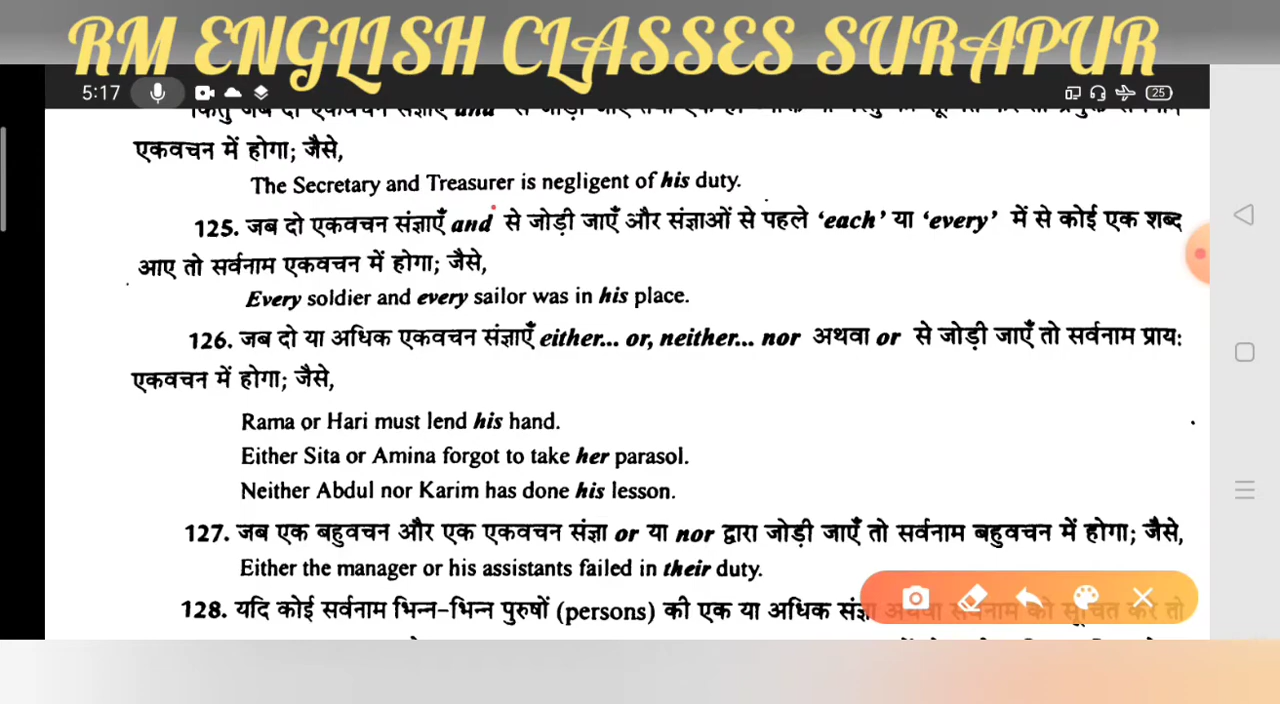 RM ENGLISH CLASSES SURAPUR
5:17
25
एकवचन में होगा; जैसे,
The Secretary and Treasurer is negligent of his duty.
125. जब दो एकवचन संज्ञाएँ and से जोड़ी जाएँ और संज्ञाओं से पहले ‘each’ या ‘every’ में से कोई एक शब्द
आए तो सर्वनाम एकवचन में होगा; जैसे,
Every soldier and every sailor was in his place.
126. जब दो या अधिक एकवचन संज्ञाएँ either... or, neither... nor अथवा or से जोड़ी जाएँ तो सर्वनाम प्राय:
एकवचन में होगा; जैसे,
Rama or Hari must lend his hand.
Either Sita or Amina forgot to take her parasol.
Neither Abdul nor Karim has done his lesson.
127. जब एक बहुवचन और एक एकवचन संज्ञा or या nor द्वारा जोड़ी जाएँ तो सर्वनाम बहुवचन में होगा; जैसे,
Either the manager or his assistants failed in their duty.
128. यदि कोई सर्वनाम भिन्न-भिन्न पुरुषों (persons) की एक या अधिक संज्ञा अथवा सर्वनाम को सूचित करे तो